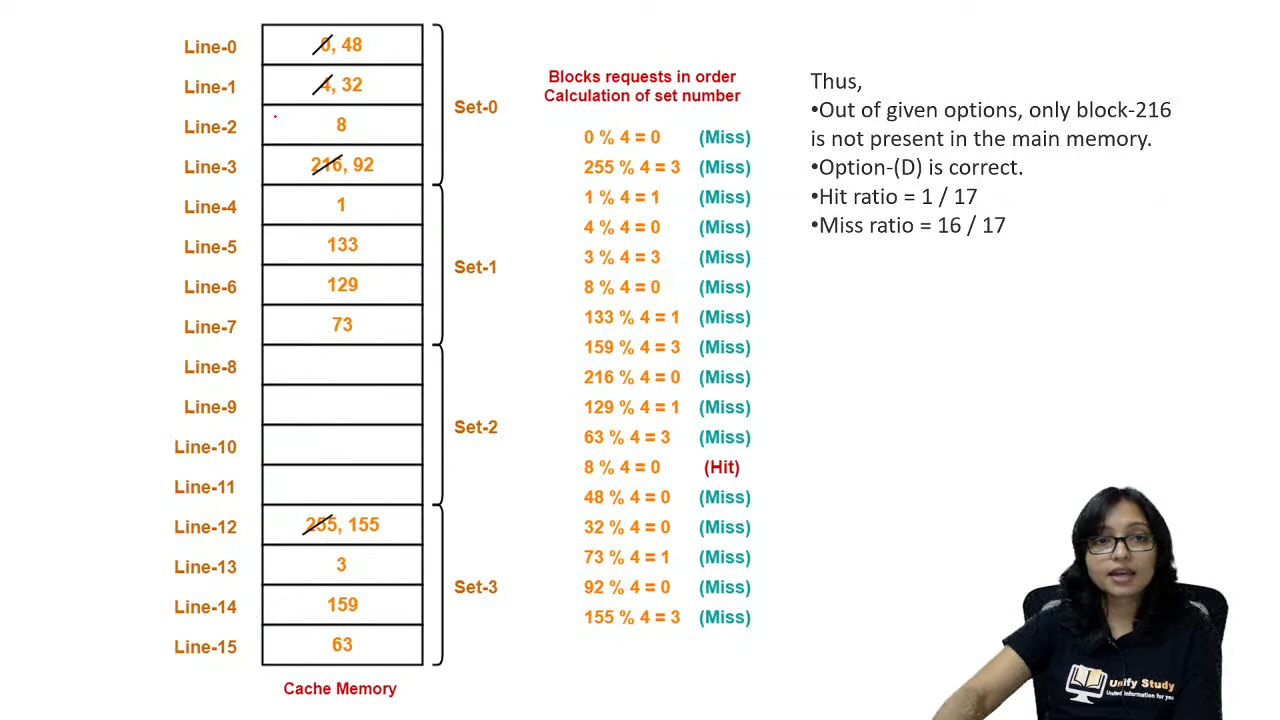 Line-0 0, 48
Line-1 4, 32
Set-0
Line-2 8
Line-3 216, 92
Line-4 1
Line-5 133
Set-1
Line-6 129
Line-7 73
Line-8
Line-9
Set-2
Line-10
Line-11
Line-12 255, 155
Line-13 3
Set-3
Line-14 159
Line-15 63
Cache Memory
Blocks requests in order
Calculation of set number
0 % 4 = 0 (Miss)
255 % 4 = 3 (Miss)
1 % 4 = 1 (Miss)
4 % 4 = 0 (Miss)
3 % 4 = 3 (Miss)
8 % 4 = 0 (Miss)
133 % 4 = 1 (Miss)
159 % 4 = 3 (Miss)
216 % 4 = 0 (Miss)
129 % 4 = 1 (Miss)
63 % 4 = 3 (Miss)
8 % 4 = 0 (Hit)
48 % 4 = 0 (Miss)
32 % 4 = 0 (Miss)
73 % 4 = 1 (Miss)
92 % 4 = 0 (Miss)
155 % 4 = 3 (Miss)
Thus,
•Out of given options, only block-216
is not present in the main memory.
•Option-(D) is correct.
•Hit ratio = 1 / 17
•Miss ratio = 16 / 17
Unify Study
United Information for you